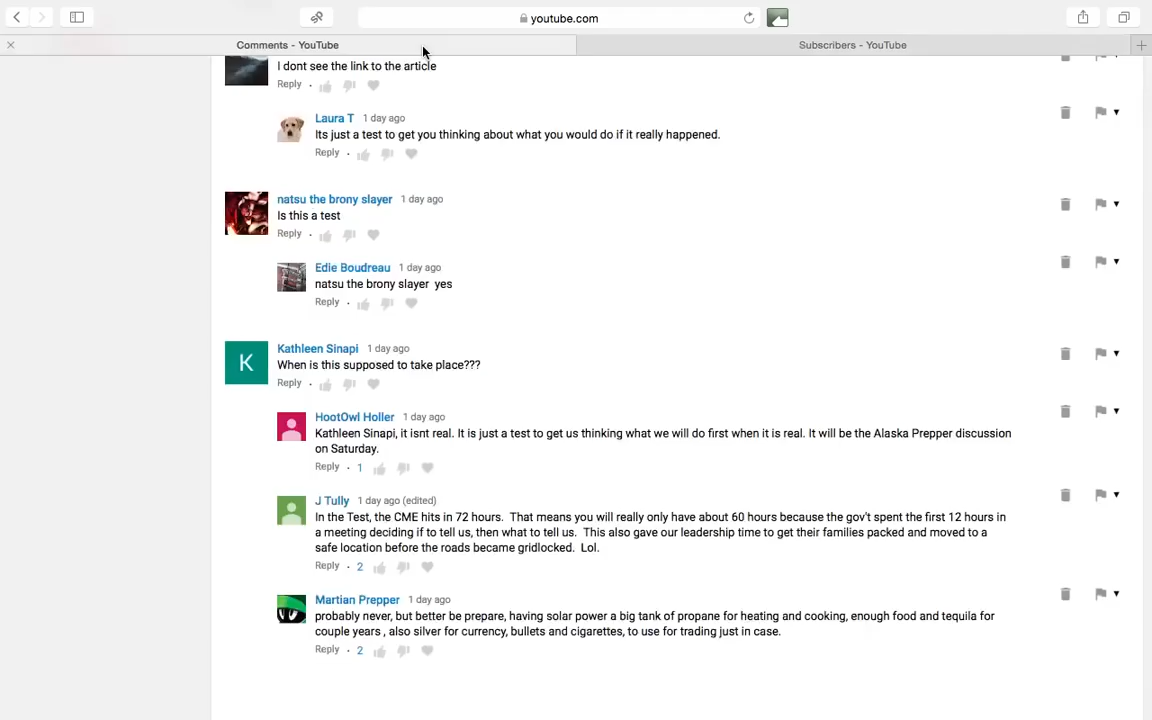 youtube.com
Comments - YouTube
Subscribers - YouTube
I dont see the link to the article
Reply •
Laura T 1 day ago
Its just a test to get you thinking about what you would do if it really happened.
Reply •
natsu the brony slayer 1 day ago
Is this a test
Reply •
Edie Boudreau 1 day ago
natsu the brony slayer yes
Reply •
K
Kathleen Sinapi 1 day ago
When is this supposed to take place???
Reply •
HootOwl Holler 1 day ago
Kathleen Sinapi, it isnt real. It is just a test to get us thinking what we will do first when it is real. It will be the Alaska Prepper discussion
on Saturday.
Reply • 1
J Tully 1 day ago (edited)
In the Test, the CME hits in 72 hours. That means you will really only have about 60 hours because the gov't spent the first 12 hours in
a meeting deciding if to tell us, then what to tell us. This also gave our leadership time to get their families packed and moved to a
safe location before the roads became gridlocked. Lol.
Reply • 2
Martian Prepper 1 day ago
probably never, but better be prepare, having solar power a big tank of propane for heating and cooking, enough food and tequila for
couple years , also silver for currency, bullets and cigarettes, to use for trading just in case.
Reply • 2